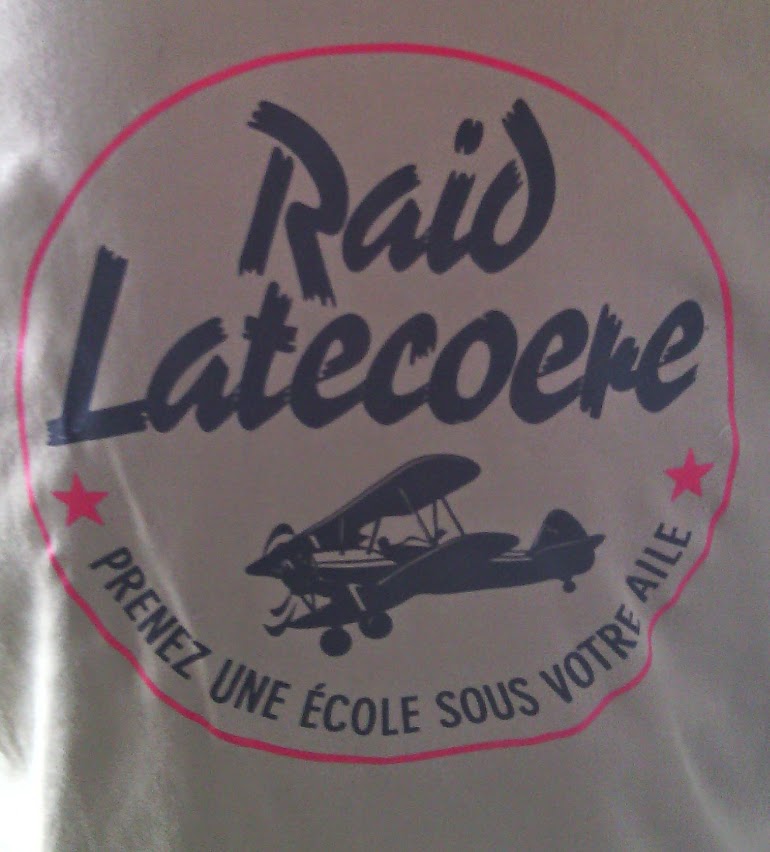 Raid
Latecoere
PRENEZ UNE ÉCOLE SOUS VOTRE AILE